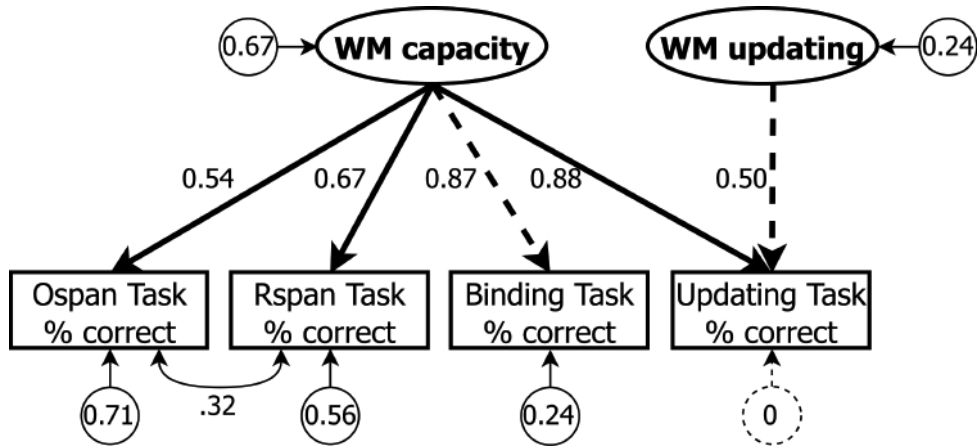 0.67
WM capacity
WM updating
0.24
0.54
0.67
0.87
0.88
0.50
Ospan Task
% correct
Rspan Task
% correct
Binding Task
% correct
Updating Task
% correct
0.71
.32
0.56
0.24
0